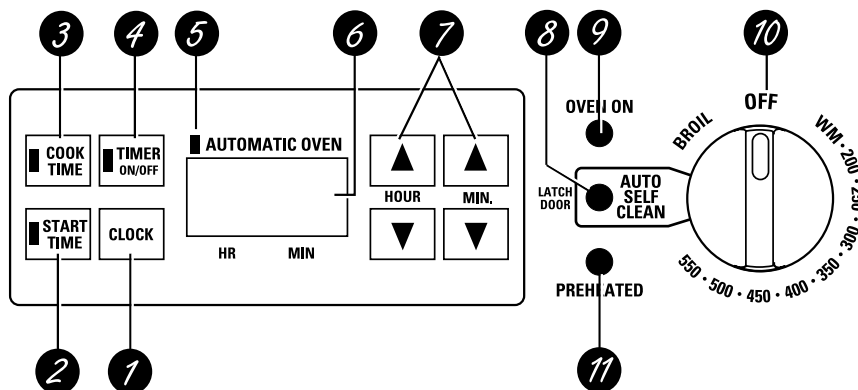 3 4 5 6 7 8 9 10
OVEN ON
OFF
BROIL
WM • 200 • 250 • 300 • 350 • 400 • 450 • 500 • 550
COOK TIME
TIMER ON/OFF
AUTOMATIC OVEN
HOUR
MIN.
LATCH DOOR
AUTO SELF CLEAN
START TIME
CLOCK
HR MIN
PREHEATED
2 1 11